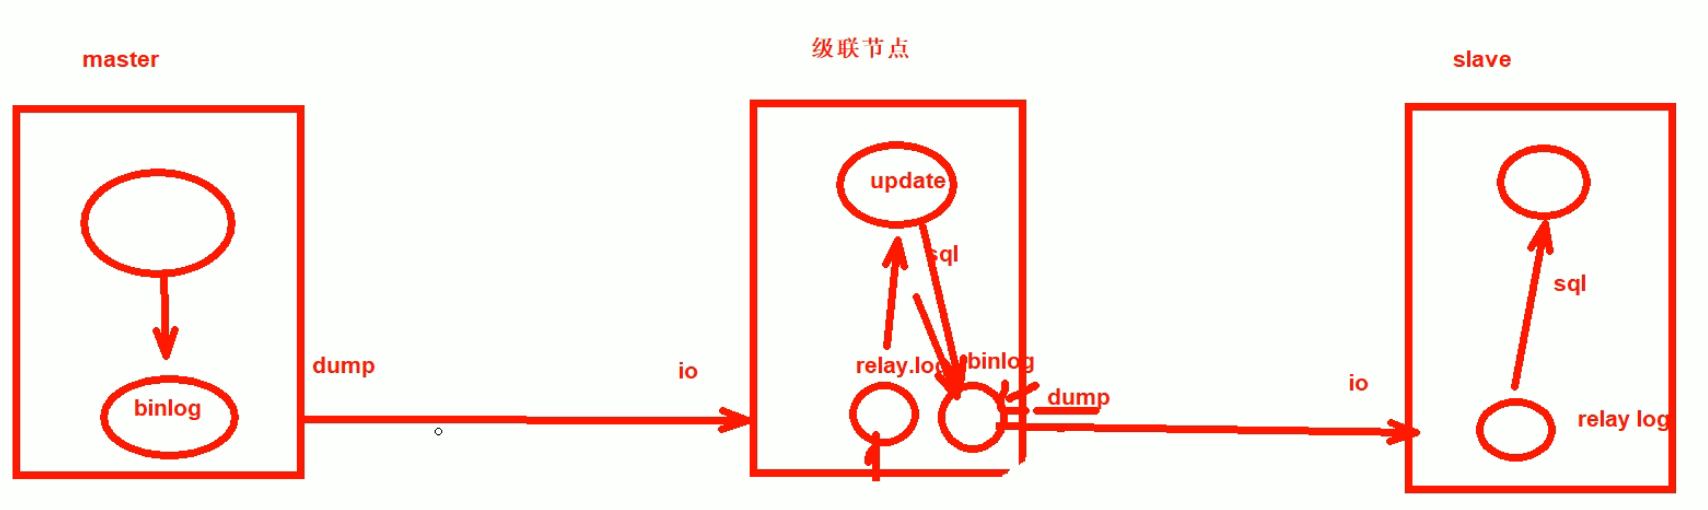 master
级联节点
slave
update
sql
sql
dump
io
relay.log
binlog
io
dump
binlog
relay log